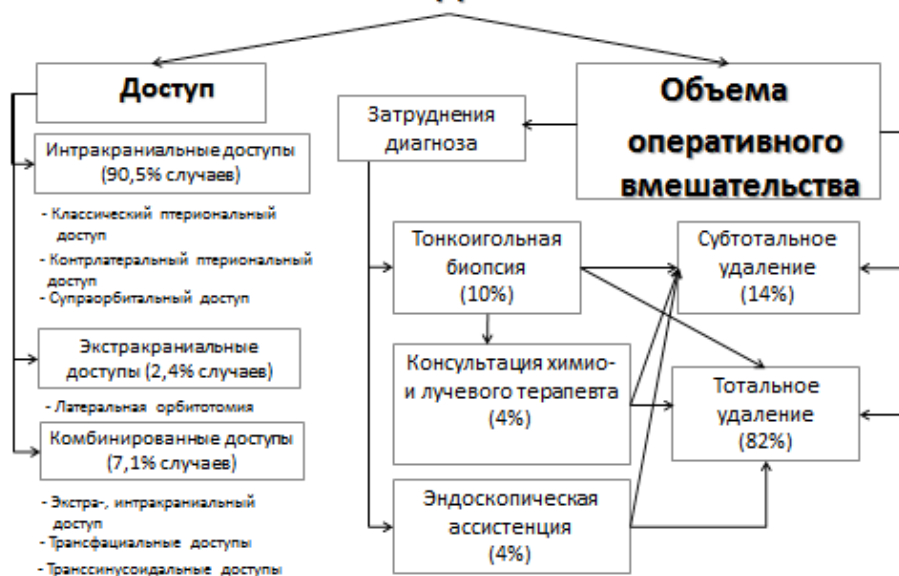 Доступ
Интракраниальные доступы
(90,5% случаев)
- Классический птериональный
доступ
- Контрлатеральный птериональный
доступ
- Супраорбитальный доступ
Экстракраниальные
доступы (2,4% случаев)
- Латеральная орбитотомия
Комбинированные доступы
(7,1% случаев)
- Экстра-, интракраниальный
доступ
- Трансфациальные доступы
- Транссинусоидальные доступы
Объема
оперативного
вмешательства
Затруднения
диагноза
Тонкоигольная
биопсия
(10%)
Консультация химио-
и лучевого терапевта
(4%)
Эндоскопическая
ассистенция
(4%)
Субтотальное
удаление
(14%)
Тотальное
удаление
(82%)